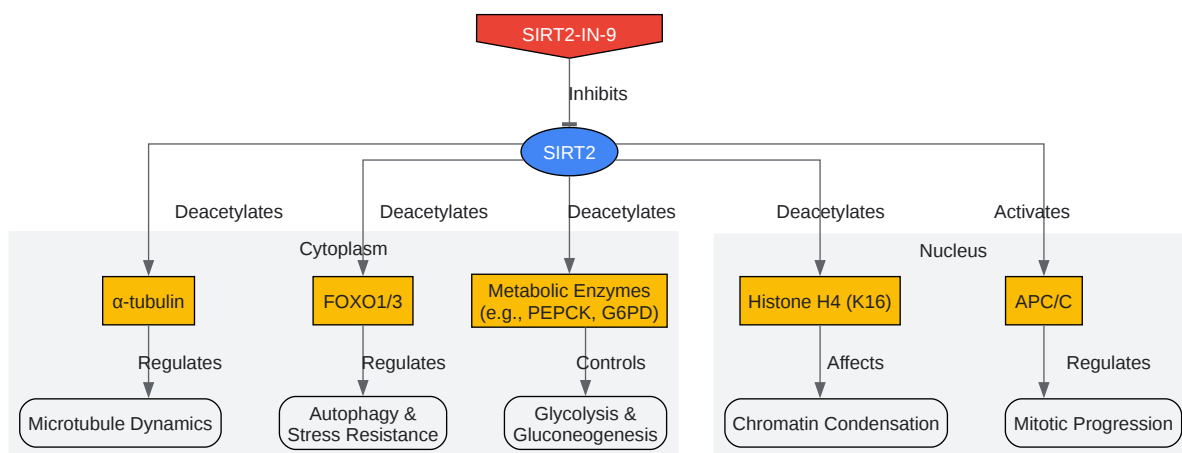 SIRT2-IN-9
Inhibits
SIRT2
Deacetylates
Deacetylates
Deacetylates
Deacetylates
Activates
Cytoplasm
Nucleus
α-tubulin
FOXO1/3
Metabolic Enzymes
(e.g., PEPCK, G6PD)
Histone H4 (K16)
APC/C
Regulates
Regulates
Controls
Affects
Regulates
Microtubule Dynamics
Autophagy &
Stress Resistance
Glycolysis &
Gluconeogenesis
Chromatin Condensation
Mitotic Progression